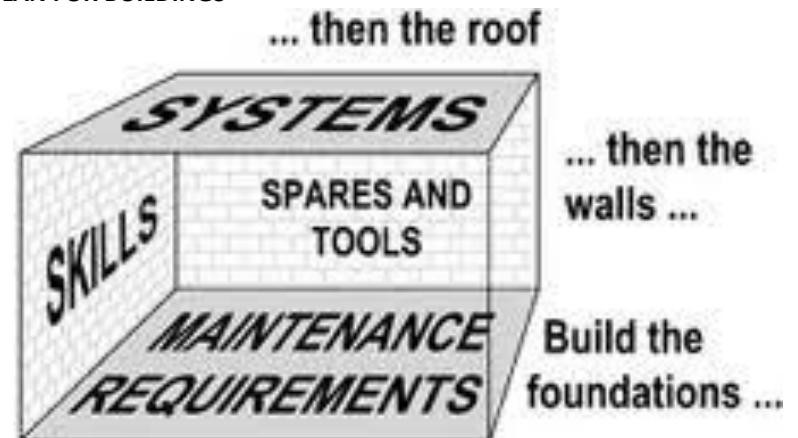 ... then the roof
SYSTEMS
... then the
walls ...
SPARES AND
TOOLS
SKILLS
MAINTENANCE
REQUIREMENTS
Build the
foundations ...